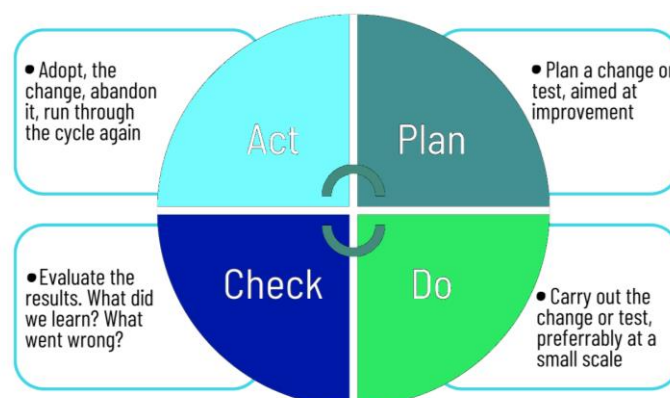 • Adopt, the
change, abandon
it, run through
the cycle again
Act
Plan
• Plan a change or
test, aimed at
improvement
• Evaluate the
results. What did
we learn? What
went wrong?
Check
Do
• Carry out the
change or test,
preferrably at a
small scale